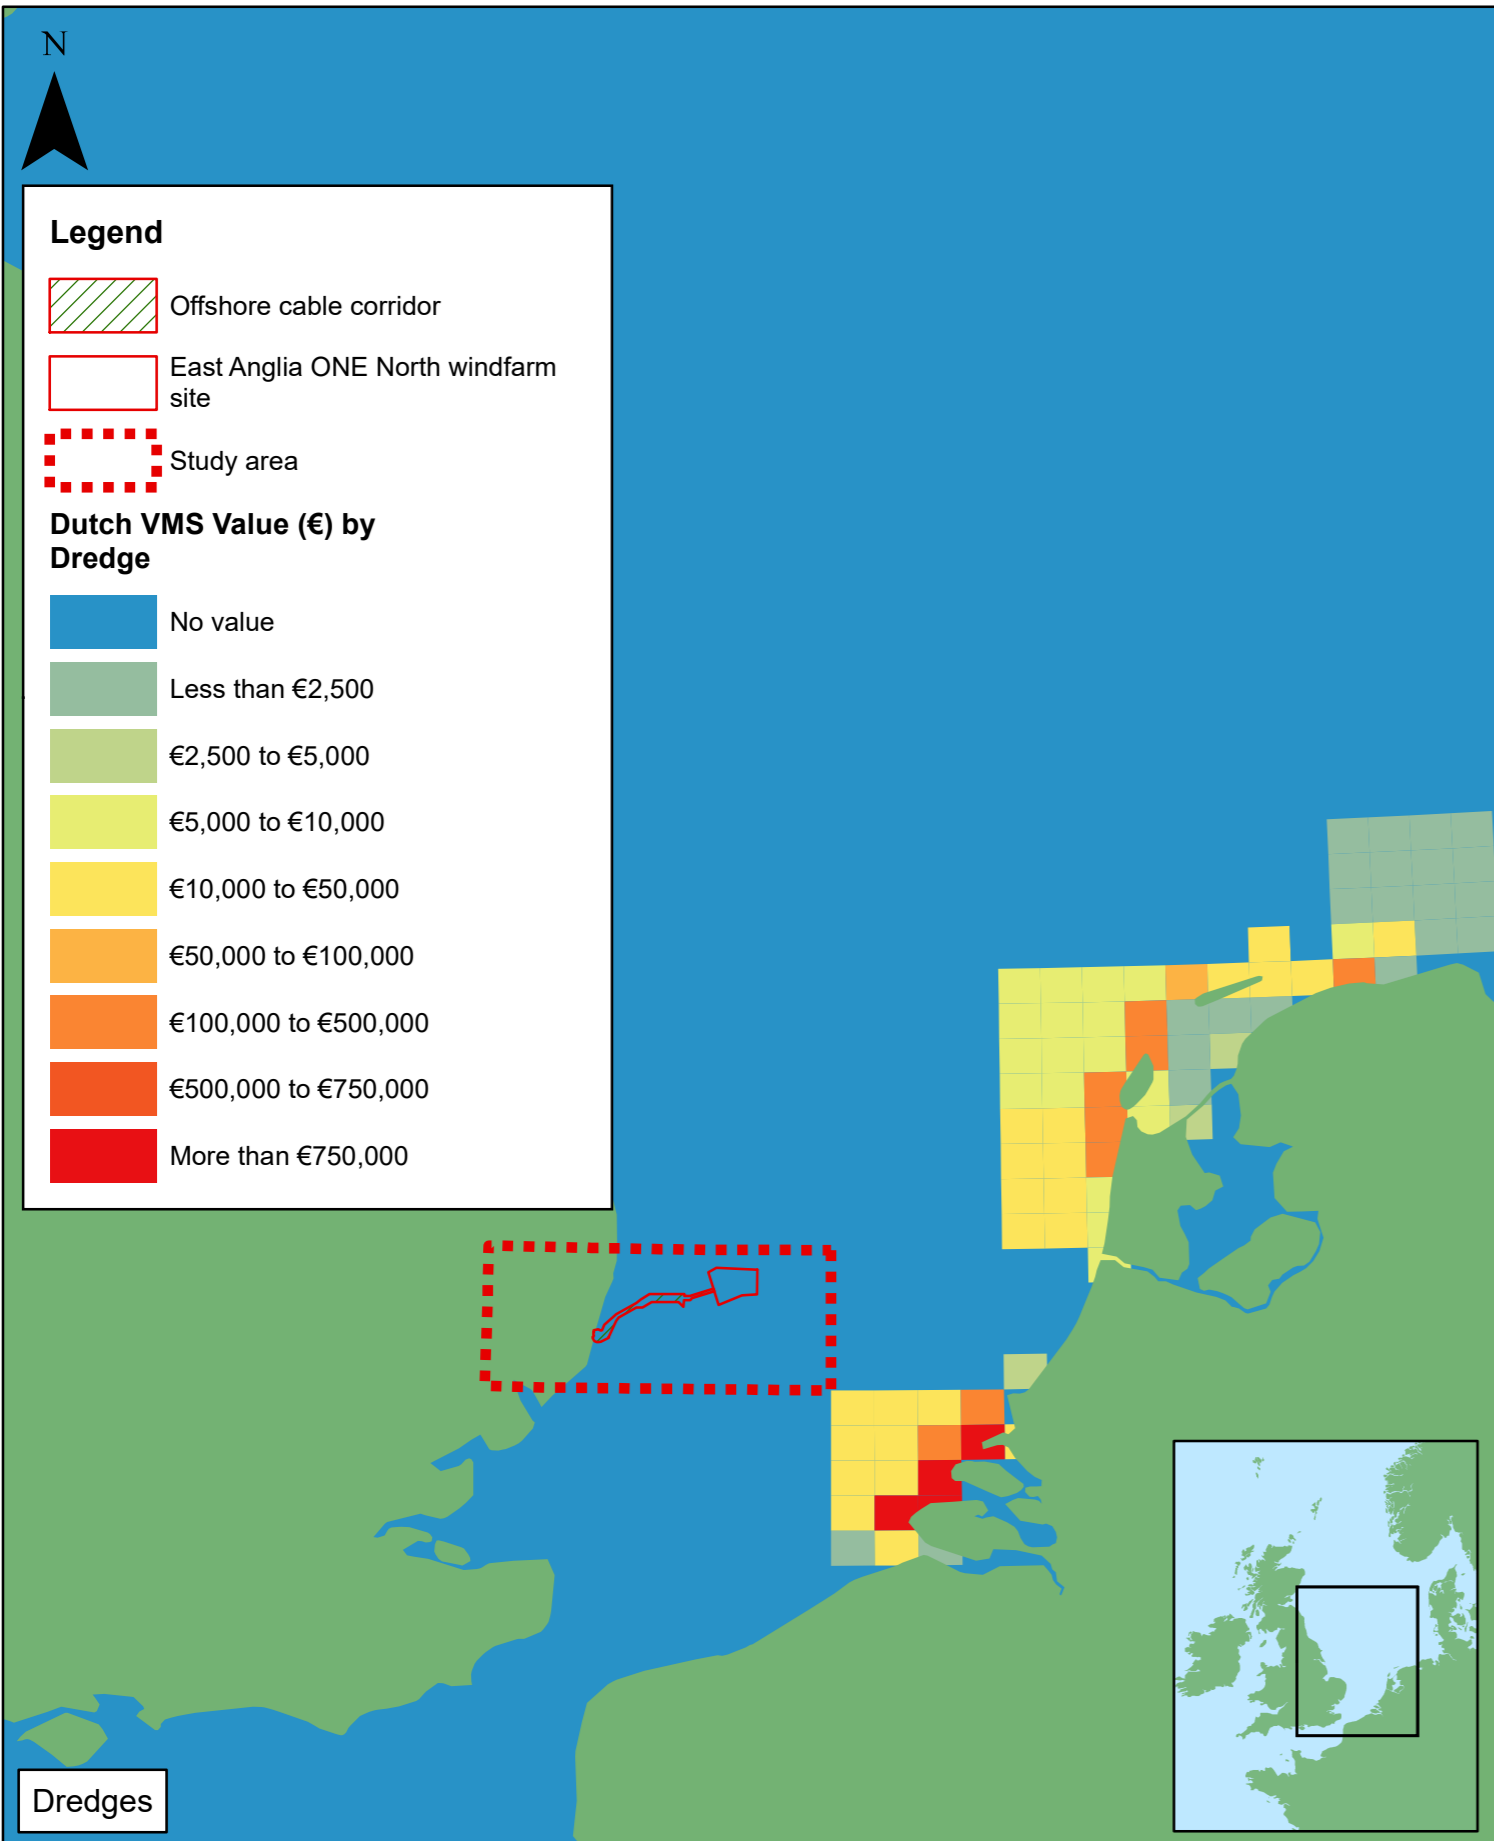 N
Legend
Offshore cable corridor
East Anglia ONE North windfarm
site
Study area
Dutch VMS Value (€) by
Dredge
No value
Less than €2,500
€2,500 to €5,000
€5,000 to €10,000
€10,000 to €50,000
€50,000 to €100,000
€100,000 to €500,000
€500,000 to €750,000
More than €750,000
Dredges